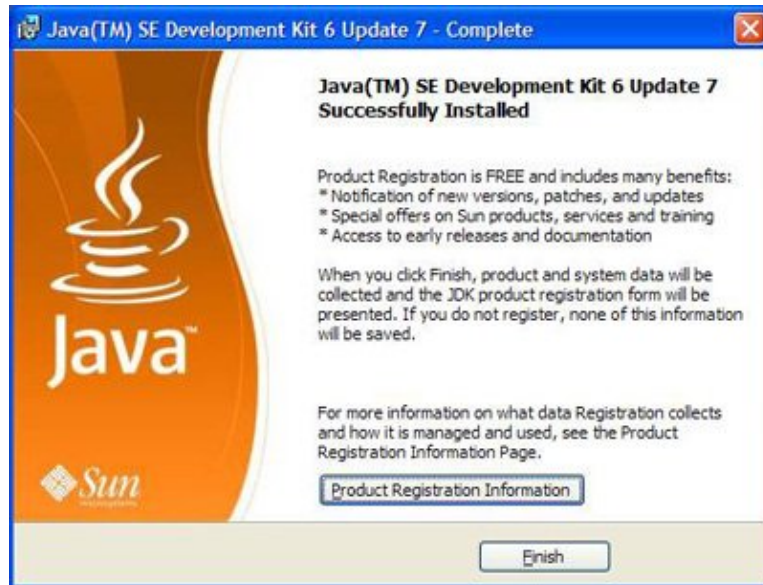 Java(TM) SE Development Kit 6 Update 7 - Complete
Java(TM) SE Development Kit 6 Update 7
Successfully Installed
Product Registration is FREE and includes many benefits:
* Notification of new versions, patches, and updates
* Special offers on Sun products, services and training
* Access to early releases and documentation
When you click Finish, product and system data will be
collected and the JDK product registration form will be
presented. If you do not register, none of this information
will be saved.
Java™
For more information on what data Registration collects
and how it is managed and used, see the Product
Registration Information Page.
Sun
microsystems
Product Registration Information
Finish